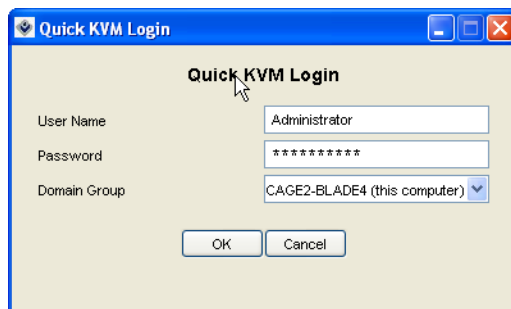 Quick KVM Login
Quick KVM Login
User Name Administrator
Password **********
Domain Group CAGE2-BLADE4 (this computer)
OK Cancel